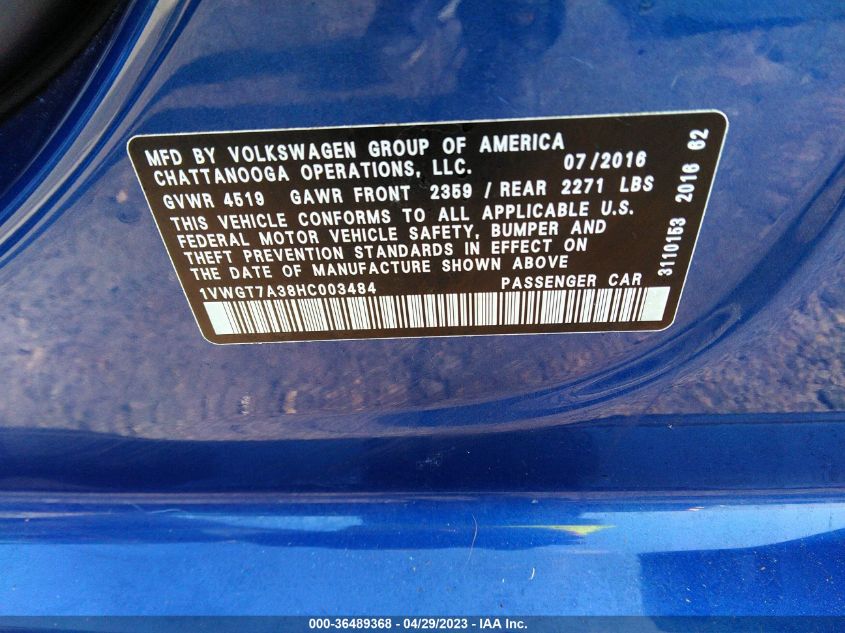 MFD BY VOLKSWAGEN GROUP OF AMERICA
CHATTANOOGA OPERATIONS, LLC. 07/2016
GVWR 4519 GAWR FRONT 2359 / REAR 2271 LBS
THIS VEHICLE CONFORMS TO ALL APPLICABLE U.S.
FEDERAL MOTOR VEHICLE SAFETY, BUMPER AND
THEFT PREVENTION STANDARDS IN EFFECT ON
THE DATE OF MANUFACTURE SHOWN ABOVE
1VWGT7A38HC003484 PASSENGER CAR
3110153 2016 62
000-36489368 - 04/29/2023 - IAA Inc.